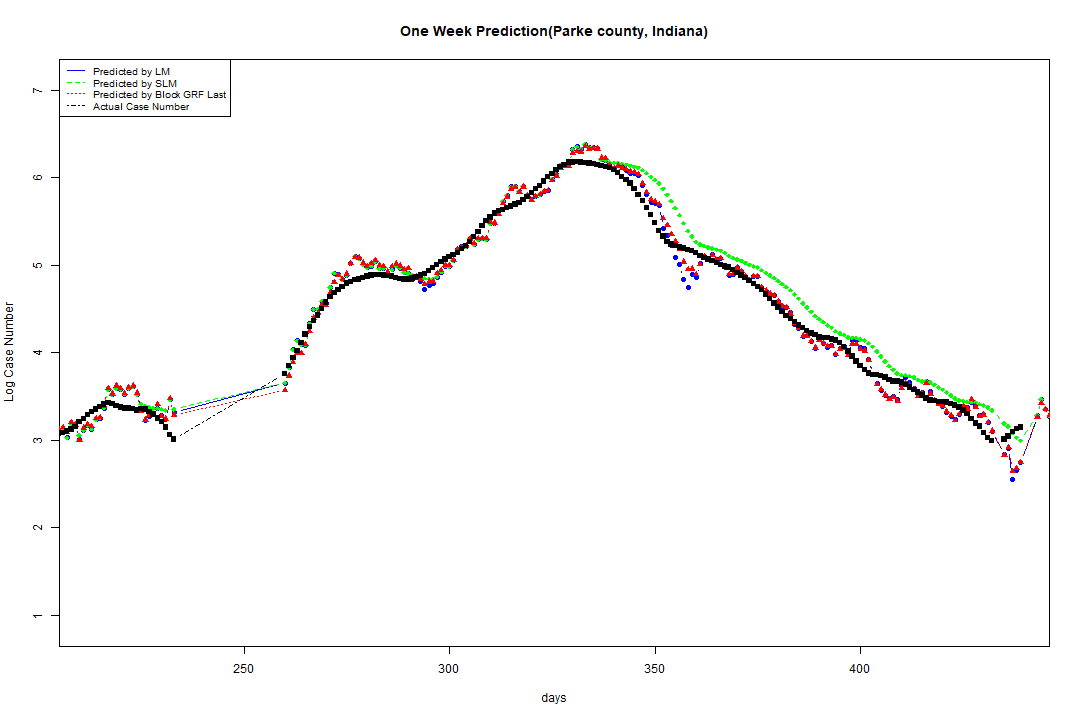 One Week Prediction(Parke county, Indiana)
Predicted by LM
Predicted by SLM
Predicted by Block GRF Last
Actual Case Number
7
6
5
4
3
2
1
Log Case Number
250 300 350 400
days